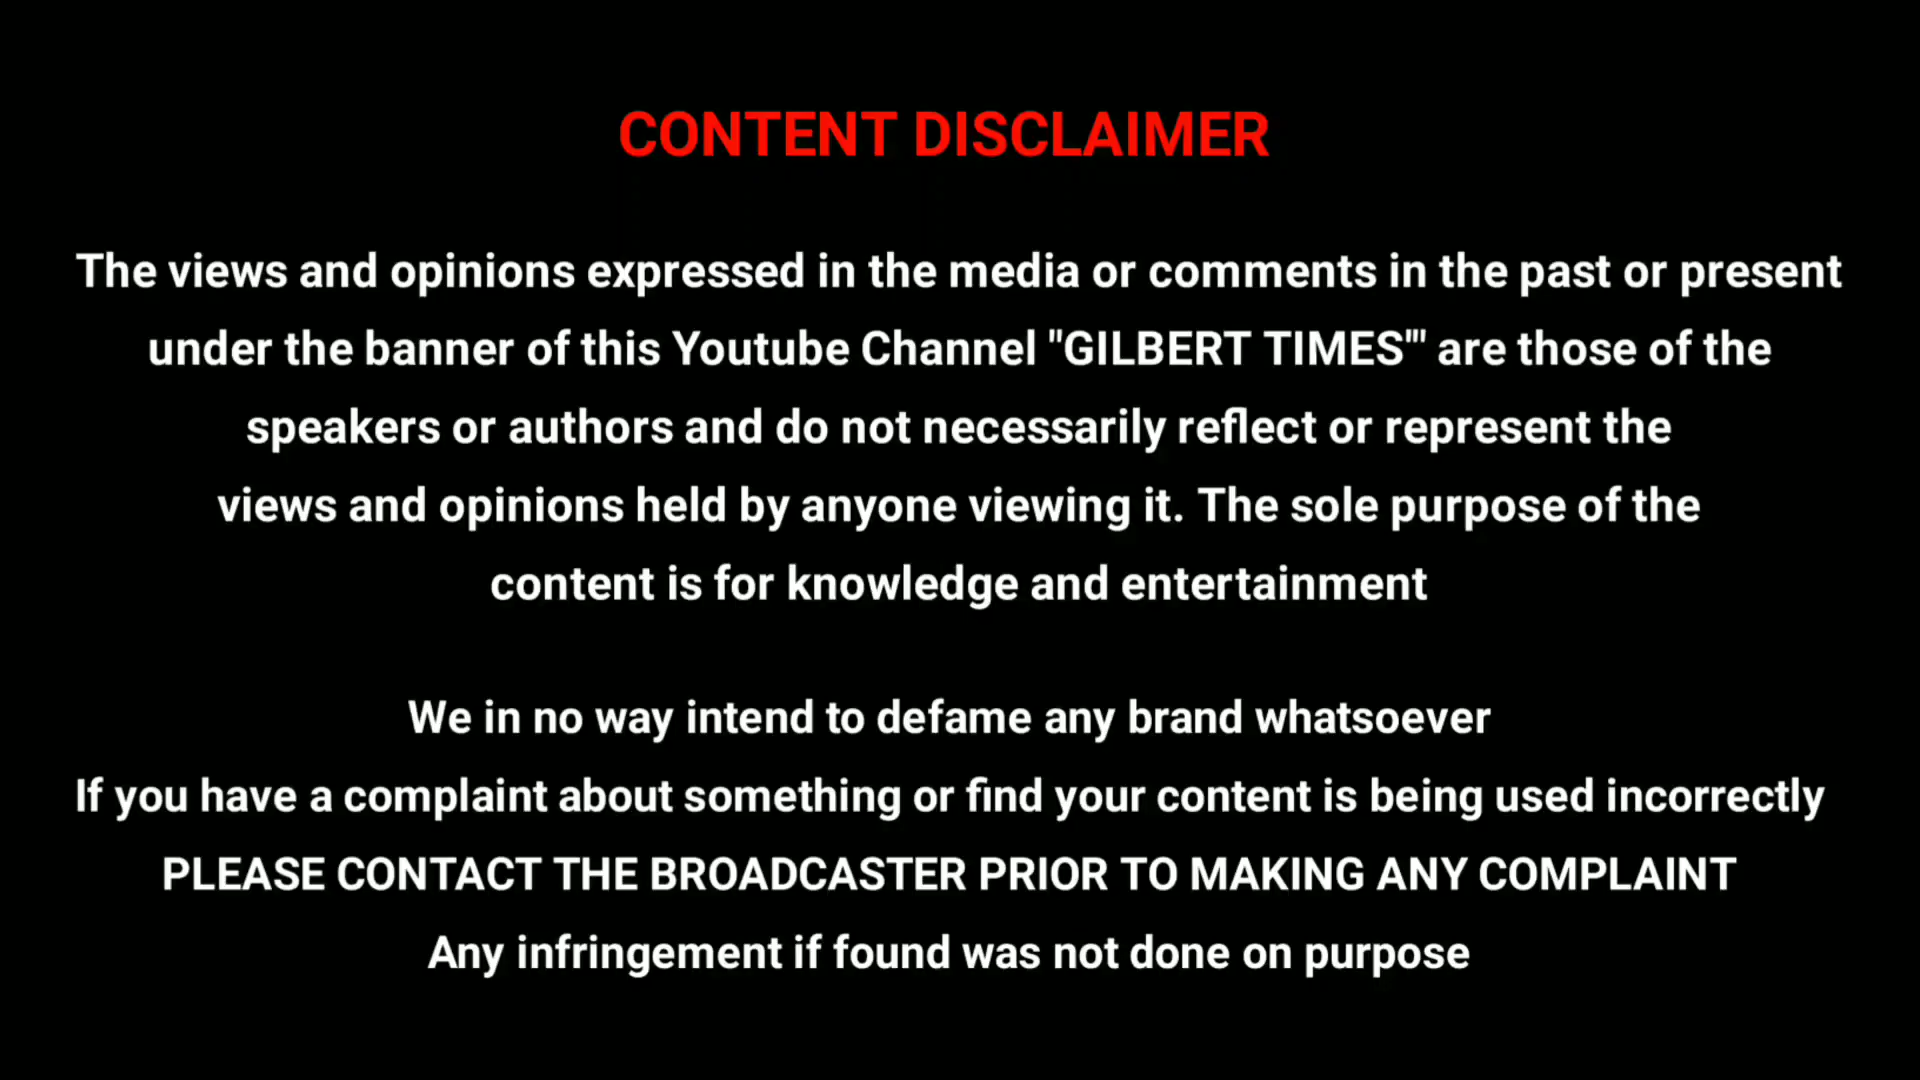 CONTENT DISCLAIMER
The views and opinions expressed in the media or comments in the past or present
under the banner of this Youtube Channel "GILBERT TIMES"' are those of the
speakers or authors and do not necessarily reflect or represent the
views and opinions held by anyone viewing it. The sole purpose of the
content is for knowledge and entertainment
We in no way intend to defame any brand whatsoever
If you have a complaint about something or find your content is being used incorrectly
PLEASE CONTACT THE BROADCASTER PRIOR TO MAKING ANY COMPLAINT
Any infringement if found was not done on purpose